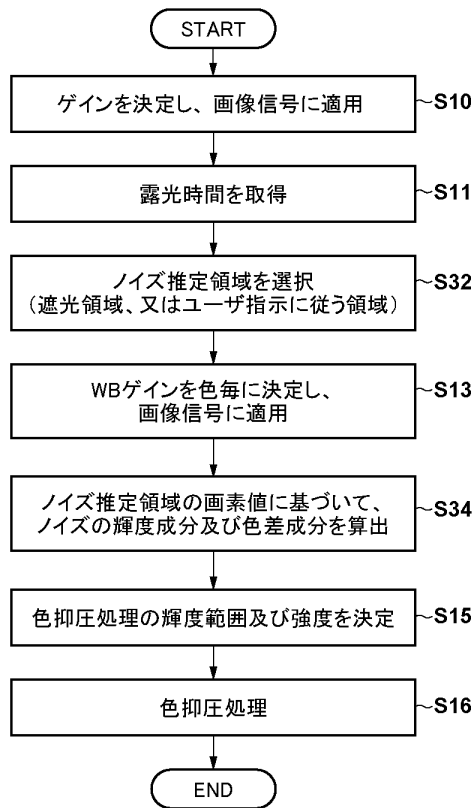 START
ゲインを決定し、画像信号に適用
S10
露光時間を取得
S11
ノイズ推定領域を選択
(遮光領域、又はユーザ指示に従う領域)
S32
WBゲインを色毎に決定し、
画像信号に適用
S13
ノイズ推定領域の画素値に基づいて、
ノイズの輝度成分及び色差成分を算出
S34
色抑圧処理の輝度範囲及び強度を決定
S15
色抑圧処理
S16
END